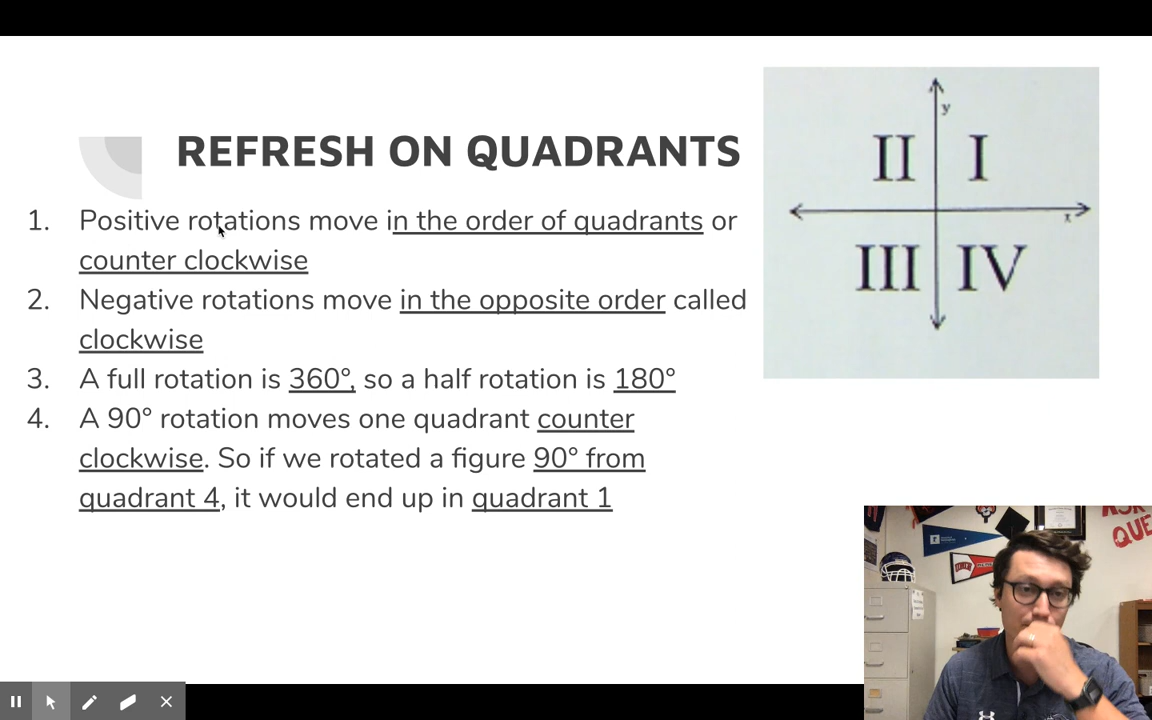 REFRESH ON QUADRANTS
1. Positive rotations move in the order of quadrants or
counter clockwise
2. Negative rotations move in the opposite order called
clockwise
3. A full rotation is 360°, so a half rotation is 180°
4. A 90° rotation moves one quadrant counter
clockwise. So if we rotated a figure 90° from
quadrant 4, it would end up in quadrant 1
y
II I
x
III IV
ASK
QUE